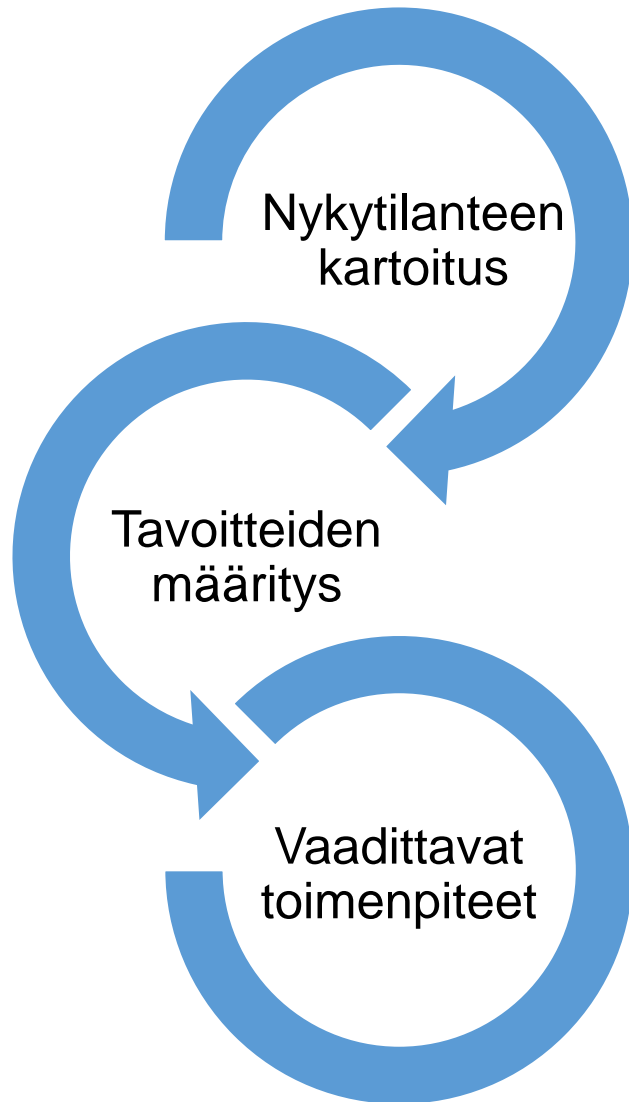 Nykytilanteen
kartoitus
Tavoitteiden
määritys
Vaadittavat
toimenpiteet